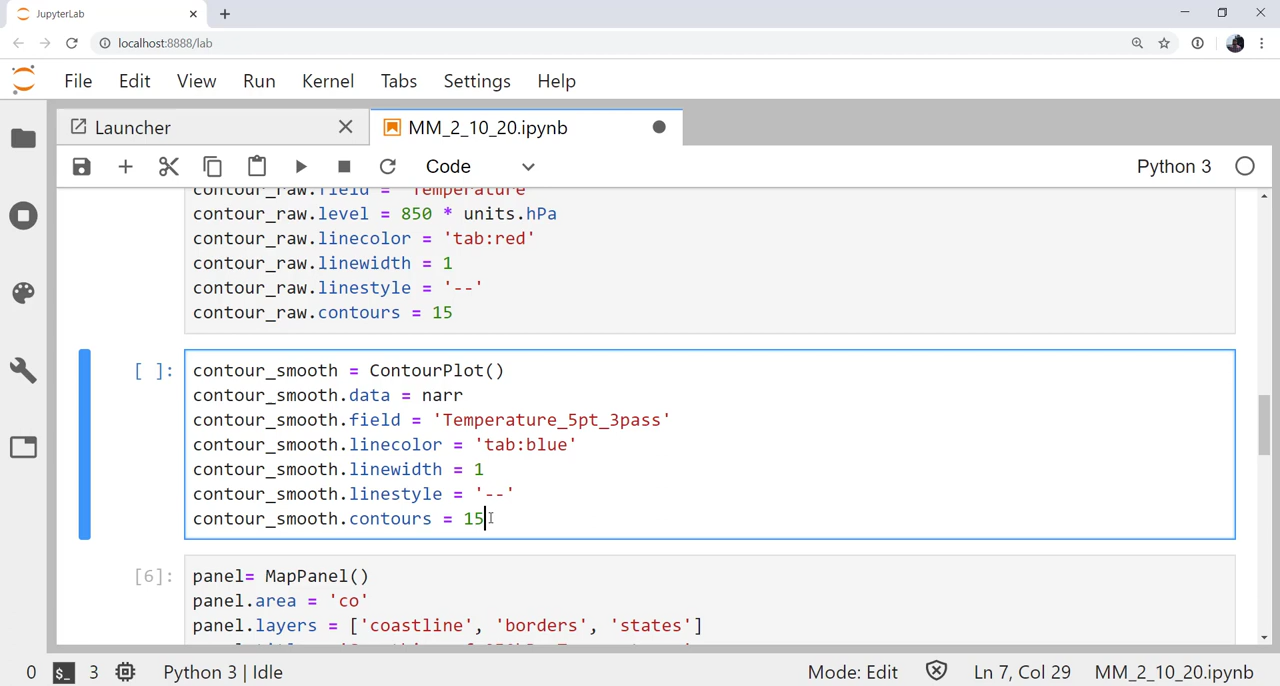 JupyterLab
localhost:8888/lab
File Edit View Run Kernel Tabs Settings Help
Launcher MM_2_10_20.ipynb
Code Python 3
contour_raw.field = 'Temperature'
contour_raw.level = 850 * units.hPa
contour_raw.linecolor = 'tab:red'
contour_raw.linewidth = 1
contour_raw.linestyle = '--'
contour_raw.contours = 15
[ ]: contour_smooth = ContourPlot()
contour_smooth.data = narr
contour_smooth.field = 'Temperature_5pt_3pass'
contour_smooth.linecolor = 'tab:blue'
contour_smooth.linewidth = 1
contour_smooth.linestyle = '--'
contour_smooth.contours = 15
[6]: panel= MapPanel()
panel.area = 'co'
panel.layers = ['coastline', 'borders', 'states']
0 $_ 3 Python 3 | Idle Mode: Edit Ln 7, Col 29 MM_2_10_20.ipynb